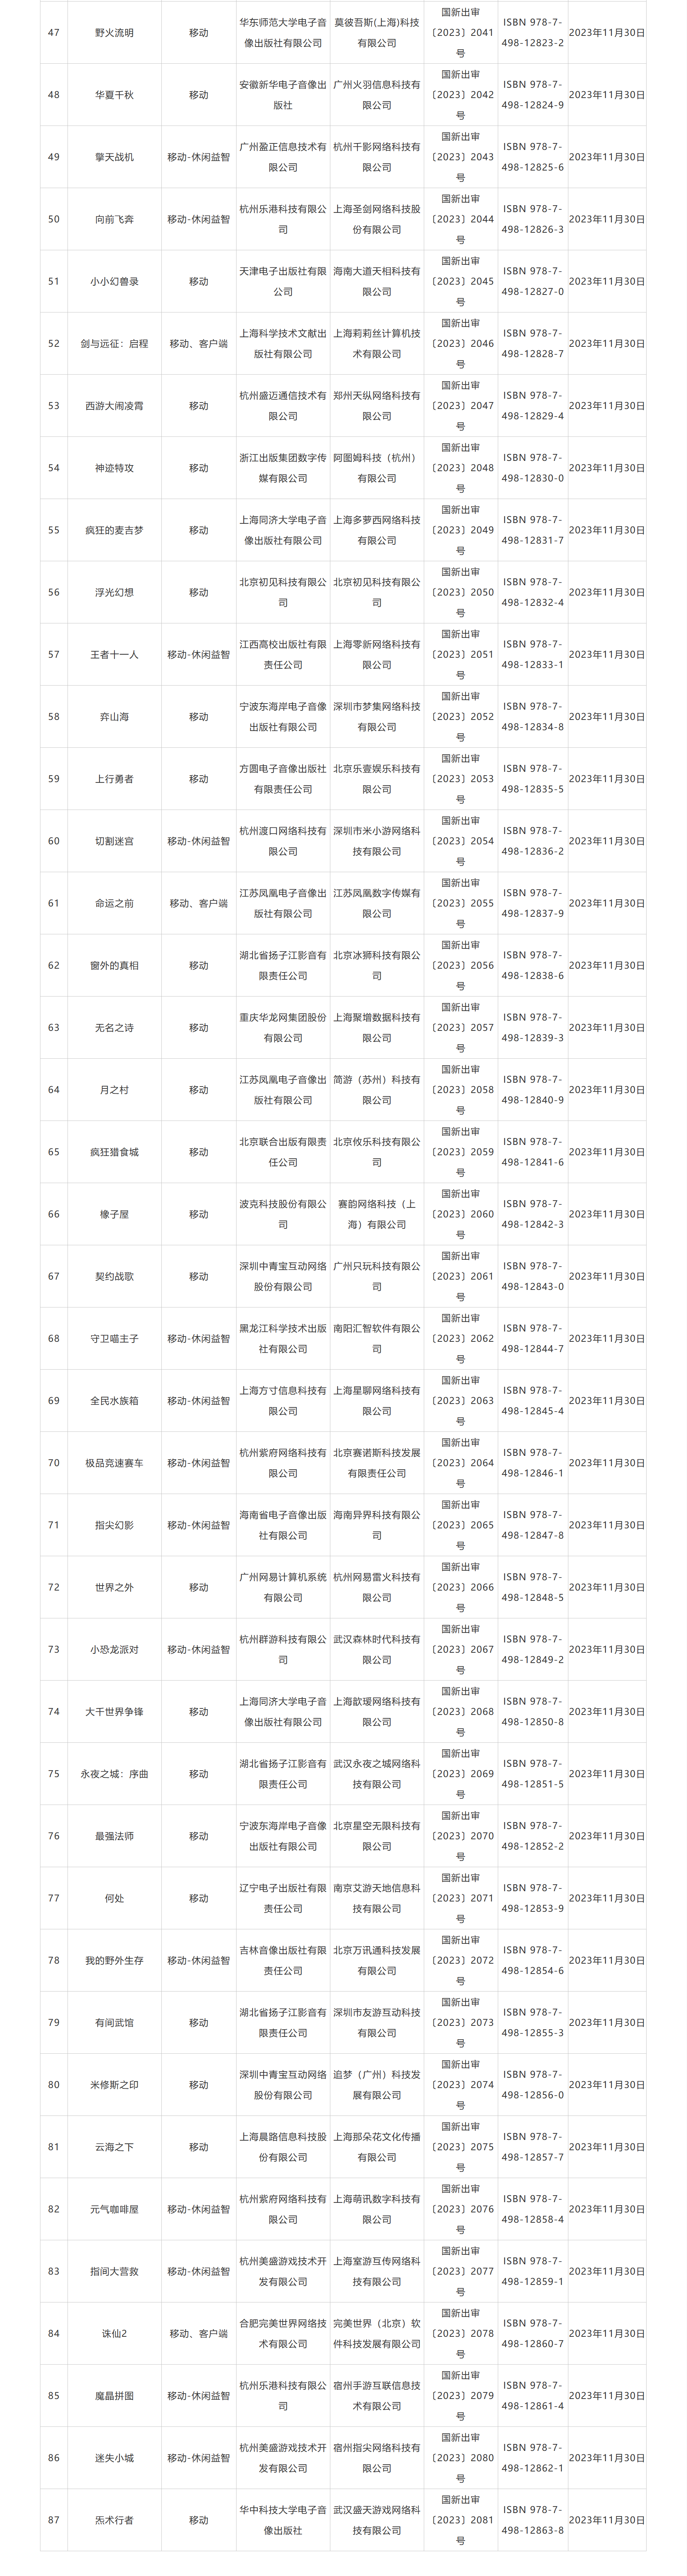 47 野火流明 移动 华东师范大学电子音像出版社有限公司 莫彼吾斯(上海)科技有限公司 国新出审〔2023〕2041号 ISBN 978-7-498-12823-2 2023年11月30日
48 华夏千秋 移动 安徽新华电子音像出版社 广州火羽信息科技有限公司 国新出审〔2023〕2042号 ISBN 978-7-498-12824-9 2023年11月30日
49 擎天战机 移动-休闲益智 广州盈正信息技术有限公司 杭州千影网络科技有限公司 国新出审〔2023〕2043号 ISBN 978-7-498-12825-6 2023年11月30日
50 向前飞奔 移动-休闲益智 杭州乐港科技有限公司 上海圣剑网络科技股份有限公司 国新出审〔2023〕2044号 ISBN 978-7-498-12826-3 2023年11月30日
51 小小幻兽录 移动 天津电子出版社有限公司 海南大道天相科技有限公司 国新出审〔2023〕2045号 ISBN 978-7-498-12827-0 2023年11月30日
52 剑与远征：启程 移动、客户端 上海科学技术文献出版社有限公司 上海莉莉丝计算机技术有限公司 国新出审〔2023〕2046号 ISBN 978-7-498-12828-7 2023年11月30日
53 西游大闹凌霄 移动 杭州盛迈通信技术有限公司 郑州天纵网络科技有限公司 国新出审〔2023〕2047号 ISBN 978-7-498-12829-4 2023年11月30日
54 神迹特攻 移动 浙江出版集团数字传媒有限公司 阿图姆科技（杭州）有限公司 国新出审〔2023〕2048号 ISBN 978-7-498-12830-0 2023年11月30日
55 疯狂的麦吉梦 移动 上海同济大学电子音像出版社有限公司 上海多萝西网络科技有限公司 国新出审〔2023〕2049号 ISBN 978-7-498-12831-7 2023年11月30日
56 浮光幻想 移动 北京初见科技有限公司 北京初见科技有限公司 国新出审〔2023〕2050号 ISBN 978-7-498-12832-4 2023年11月30日
57 王者十一人 移动-休闲益智 江西高校出版社有限责任公司 上海零新网络科技有限公司 国新出审〔2023〕2051号 ISBN 978-7-498-12833-1 2023年11月30日
58 弈山海 移动 宁波东海岸电子音像出版社有限公司 深圳市梦集网络科技有限公司 国新出审〔2023〕2052号 ISBN 978-7-498-12834-8 2023年11月30日
59 上行勇者 移动 方圆电子音像出版社有限责任公司 北京乐壹娱乐科技有限公司 国新出审〔2023〕2053号 ISBN 978-7-498-12835-5 2023年11月30日
60 切割迷宫 移动-休闲益智 杭州渡口网络科技有限公司 深圳市米小游网络科技有限公司 国新出审〔2023〕2054号 ISBN 978-7-498-12836-2 2023年11月30日
61 命运之前 移动、客户端 江苏凤凰电子音像出版社有限公司 江苏凤凰数字传媒有限公司 国新出审〔2023〕2055号 ISBN 978-7-498-12837-9 2023年11月30日
62 窗外的真相 移动 湖北省扬子江影音有限责任公司 北京冰狮科技有限公司 国新出审〔2023〕2056号 ISBN 978-7-498-12838-6 2023年11月30日
63 无名之诗 移动 重庆华龙网集团股份有限公司 上海聚增数据科技有限公司 国新出审〔2023〕2057号 ISBN 978-7-498-12839-3 2023年11月30日
64 月之村 移动 江苏凤凰电子音像出版社有限公司 简游（苏州）科技有限公司 国新出审〔2023〕2058号 ISBN 978-7-498-12840-9 2023年11月30日
65 疯狂猎食城 移动 北京联合出版有限责任公司 北京攸乐科技有限公司 国新出审〔2023〕2059号 ISBN 978-7-498-12841-6 2023年11月30日
66 橡子屋 移动 波克科技股份有限公司 赛韵网络科技（上海）有限公司 国新出审〔2023〕2060号 ISBN 978-7-498-12842-3 2023年11月30日
67 契约战歌 移动 深圳中青宝互动网络股份有限公司 广州只玩科技有限公司 国新出审〔2023〕2061号 ISBN 978-7-498-12843-0 2023年11月30日
68 守卫喵主子 移动-休闲益智 黑龙江科学技术出版社有限公司 南阳汇智软件有限公司 国新出审〔2023〕2062号 ISBN 978-7-498-12844-7 2023年11月30日
69 全民水族箱 移动-休闲益智 上海方寸信息科技有限公司 上海星聊网络科技有限公司 国新出审〔2023〕2063号 ISBN 978-7-498-12845-4 2023年11月30日
70 极品竞速赛车 移动-休闲益智 杭州紫府网络科技有限公司 北京赛诺斯科技发展有限责任公司 国新出审〔2023〕2064号 ISBN 978-7-498-12846-1 2023年11月30日
71 指尖幻影 移动-休闲益智 海南省电子音像出版社有限公司 海南异界科技有限公司 国新出审〔2023〕2065号 ISBN 978-7-498-12847-8 2023年11月30日
72 世界之外 移动 广州网易计算机系统有限公司 杭州网易雷火科技有限公司 国新出审〔2023〕2066号 ISBN 978-7-498-12848-5 2023年11月30日
73 小恐龙派对 移动-休闲益智 杭州群游科技有限公司 武汉森林时代科技有限公司 国新出审〔2023〕2067号 ISBN 978-7-498-12849-2 2023年11月30日
74 大千世界争锋 移动 上海同济大学电子音像出版社有限公司 上海歆瑷网络科技有限公司 国新出审〔2023〕2068号 ISBN 978-7-498-12850-8 2023年11月30日
75 永夜之城：序曲 移动 湖北省扬子江影音有限责任公司 武汉永夜之城网络科技有限公司 国新出审〔2023〕2069号 ISBN 978-7-498-12851-5 2023年11月30日
76 最强法师 移动 宁波东海岸电子音像出版社有限公司 北京星空无限科技有限公司 国新出审〔2023〕2070号 ISBN 978-7-498-12852-2 2023年11月30日
77 何处 移动 辽宁电子出版社有限责任公司 南京艾游天地信息科技有限公司 国新出审〔2023〕2071号 ISBN 978-7-498-12853-9 2023年11月30日
78 我的野外生存 移动-休闲益智 吉林音像出版社有限责任公司 北京万讯通科技发展有限公司 国新出审〔2023〕2072号 ISBN 978-7-498-12854-6 2023年11月30日
79 有间武馆 移动 湖北省扬子江影音有限责任公司 深圳市友游互动科技有限公司 国新出审〔2023〕2073号 ISBN 978-7-498-12855-3 2023年11月30日
80 米修斯之印 移动 深圳中青宝互动网络股份有限公司 追梦（广州）科技发展有限公司 国新出审〔2023〕2074号 ISBN 978-7-498-12856-0 2023年11月30日
81 云海之下 移动 上海晨路信息科技股份有限公司 上海那朵花文化传播有限公司 国新出审〔2023〕2075号 ISBN 978-7-498-12857-7 2023年11月30日
82 元气咖啡屋 移动-休闲益智 杭州紫府网络科技有限公司 上海萌讯数字科技有限公司 国新出审〔2023〕2076号 ISBN 978-7-498-12858-4 2023年11月30日
83 指间大营救 移动-休闲益智 杭州美盛游戏技术开发有限公司 上海室游互传网络科技有限公司 国新出审〔2023〕2077号 ISBN 978-7-498-12859-1 2023年11月30日
84 诛仙2 移动、客户端 合肥完美世界网络技术有限公司 完美世界（北京）软件科技发展有限公司 国新出审〔2023〕2078号 ISBN 978-7-498-12860-7 2023年11月30日
85 魔晶拼图 移动-休闲益智 杭州乐港科技有限公司 宿州手游互联信息技术有限公司 国新出审〔2023〕2079号 ISBN 978-7-498-12861-4 2023年11月30日
86 迷失小城 移动-休闲益智 杭州美盛游戏技术开发有限公司 宿州指尖网络科技有限公司 国新出审〔2023〕2080号 ISBN 978-7-498-12862-1 2023年11月30日
87 炁术行者 移动 华中科技大学电子音像出版社 武汉盛天游戏网络科技有限公司 国新出审〔2023〕2081号 ISBN 978-7-498-12863-8 2023年11月30日